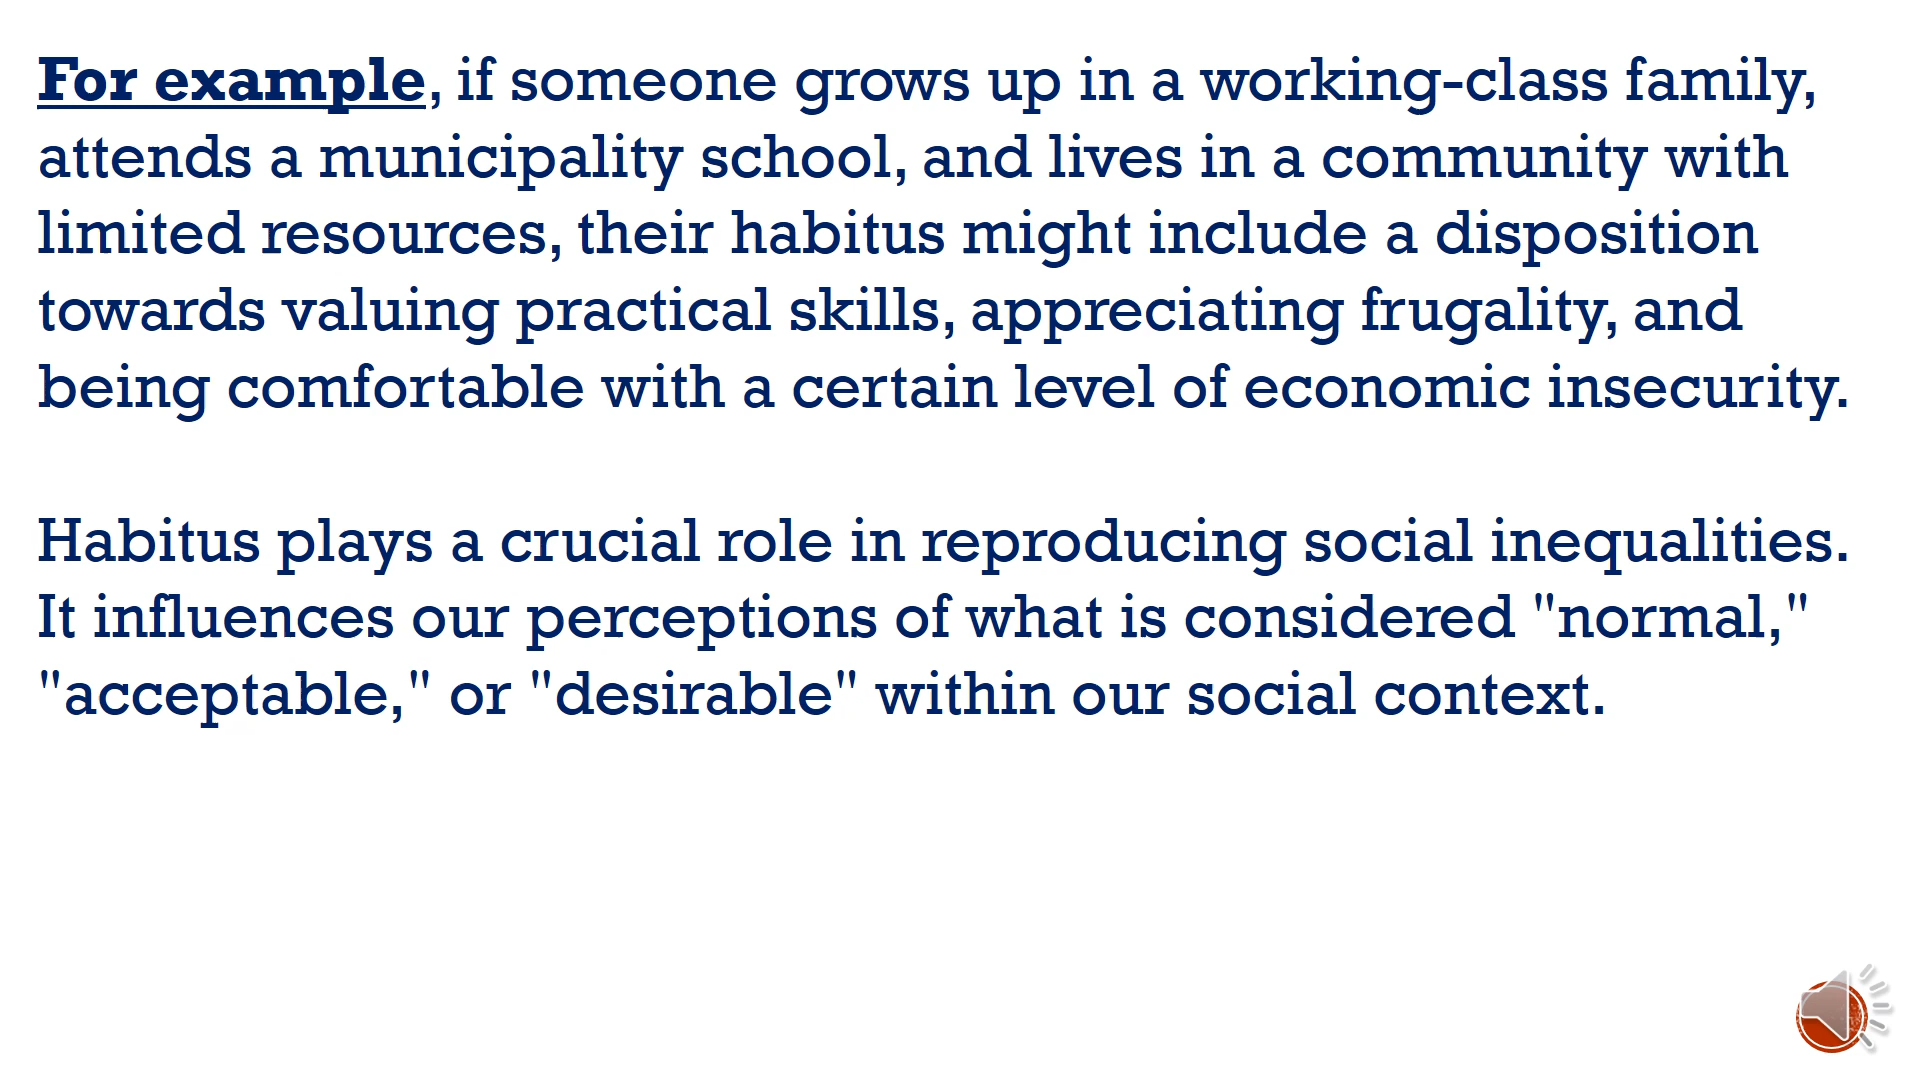 For example, if someone grows up in a working-class family,
attends a municipality school, and lives in a community with
limited resources, their habitus might include a disposition
towards valuing practical skills, appreciating frugality, and
being comfortable with a certain level of economic insecurity.
Habitus plays a crucial role in reproducing social inequalities.
It influences our perceptions of what is considered "normal,"
"acceptable," or "desirable" within our social context.